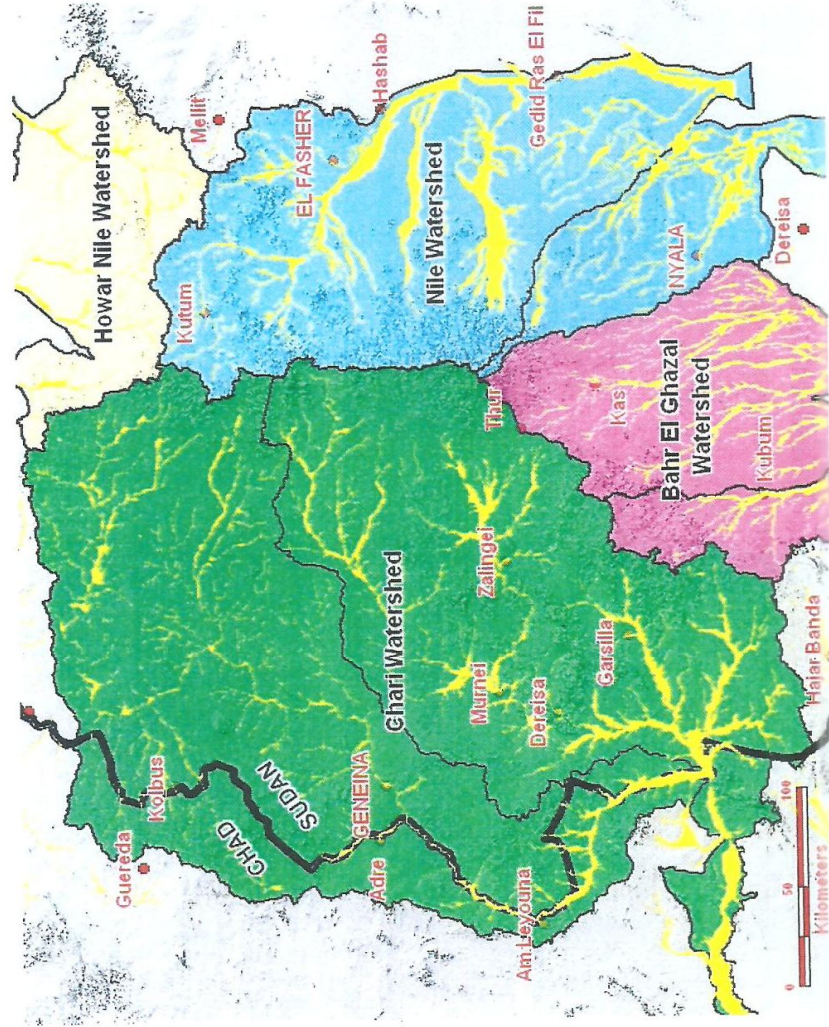 Howar Nile Watershed
Mellit
Kutum
EL FASHER
Hashab
Guereda
Kolbus
CHAD
SUDAN
GENEINA
Adre
Chari Watershed
Nile Watershed
Gedid Ras El Fil
Thur
Murnei
Zalingei
Dereisa
Garsilla
Am Leyouna
Kas
NYALA
Bahr El Ghazal
Watershed
Kubum
Dereisa
Hajar Banda
0 50 100
Kilometers